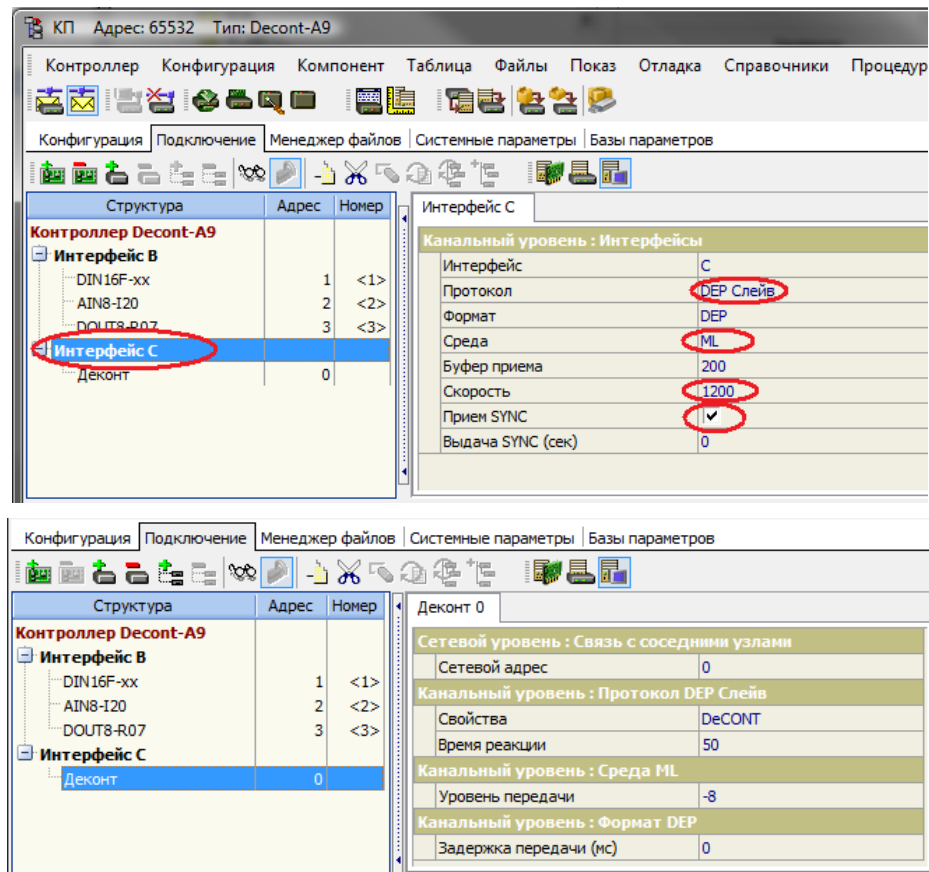 КП Адрес: 65532 Тип: Decont-A9
Контроллер Конфигурация Компонент Таблица Файлы Показ Отладка Справочники Процедур
Конфигурация Подключение Менеджер файлов Системные параметры Базы параметров
Структура Адрес Номер Интерфейс C
Контроллер Decont-A9
Канальный уровень : Интерфейсы
Интерфейс B
Интерфейс C
DIN16F-xx 1 <1>
Протокол DEP Слейв
AIN8-I20 2 <2>
Формат DEP
DOUT8-R07 3 <3>
Среда ML
Интерфейс C
Буфер приема 200
Деконт 0
Скорость 1200
Прием SYNC
Выдача SYNC (сек) 0
Конфигурация Подключение Менеджер файлов Системные параметры Базы параметров
Структура Адрес Номер Деконт 0
Контроллер Decont-A9
Сетевой уровень : Связь с соседними узлами
Интерфейс B
Сетевой адрес 0
DIN16F-xx 1 <1>
Канальный уровень : Протокол DEP Слейв
AIN8-I20 2 <2>
Свойства DeCONT
DOUT8-R07 3 <3>
Время реакции 50
Интерфейс C
Канальный уровень : Среда ML
Деконт 0
Уровень передачи -8
Канальный уровень : Формат DEP
Задержка передачи (мс) 0